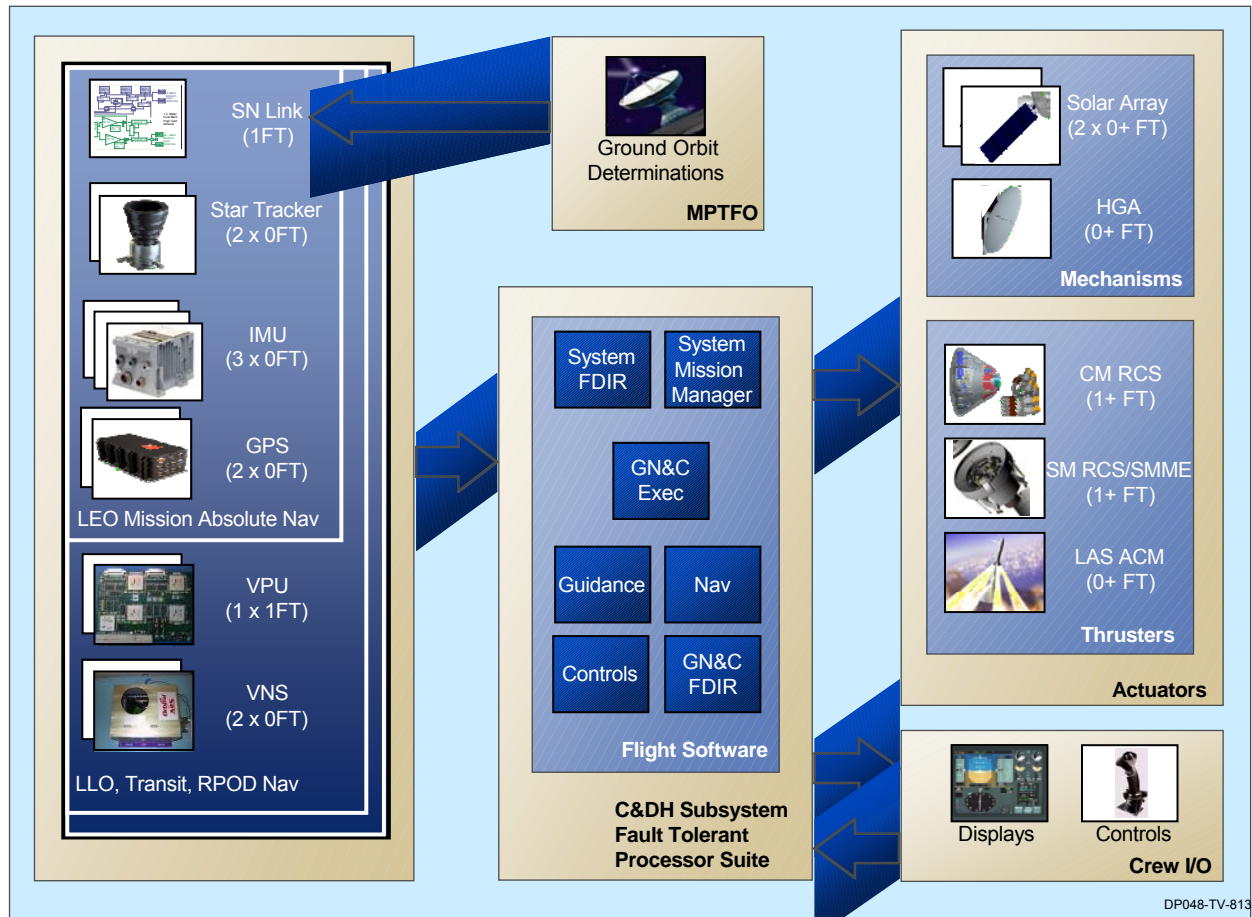 SN Link
(1FT)
Star Tracker
(2 x 0FT)
IMU
(3 x 0FT)
GPS
(2 x 0FT)
LEO Mission Absolute Nav
VPU
(1 x 1FT)
VNS
(2 x 0FT)
LLO, Transit, RPOD Nav
Ground Orbit
Determinations
MPTFO
System
FDIR
System
Mission
Manager
GN&C
Exec
Guidance
Nav
Controls
GN&C
FDIR
Flight Software
C&DH Subsystem
Fault Tolerant
Processor Suite
Solar Array
(2 x 0+ FT)
HGA
(0+ FT)
Mechanisms
CM RCS
(1+ FT)
SM RCS/SMME
(1+ FT)
LAS ACM
(0+ FT)
Thrusters
Actuators
Displays
Controls
Crew I/O
DP048-TV-813